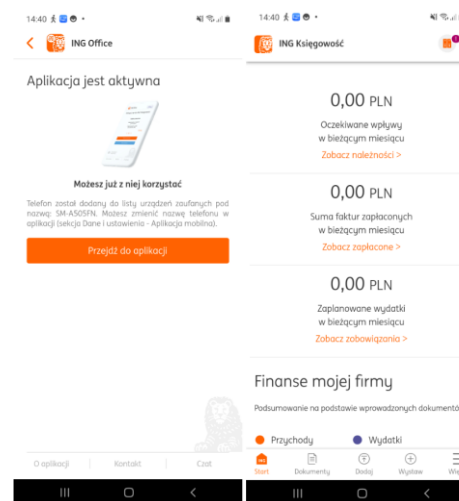 14:40
ING Office
Aplikacja jest aktywna
Możesz już z niej korzystać
Telefon został dodany do listy urządzeń zaufanych pod
nazwą: SM-A505FN. Możesz zmienić nazwę telefonu w
aplikacji (sekcja Dane i ustawienia - Aplikacja mobilna).
Przejdź do aplikacji
O aplikacji
Kontakt
Czat
14:40
ING Księgowość
0,00 PLN
Oczekiwane wpływy
w bieżącym miesiącu
Zobacz należności >
0,00 PLN
Suma faktur zapłaconych
w bieżącym miesiącu
Zobacz zapłacone >
0,00 PLN
Zaplanowane wydatki
w bieżącym miesiącu
Zobacz zobowiązania >
Finanse mojej firmy
Podsumowanie na podstawie wprowadzonych dokumentó
Przychody
Wydatki
Start
Dokumenty
Dodaj
Wystaw
Wię